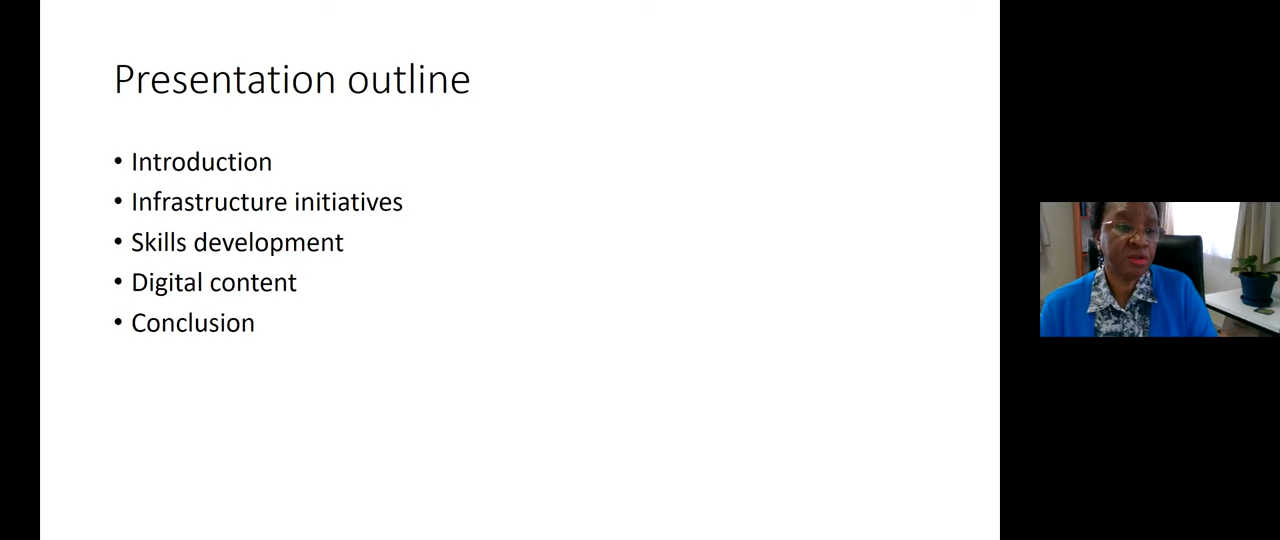 Presentation outline
• Introduction
• Infrastructure initiatives
• Skills development
• Digital content
• Conclusion